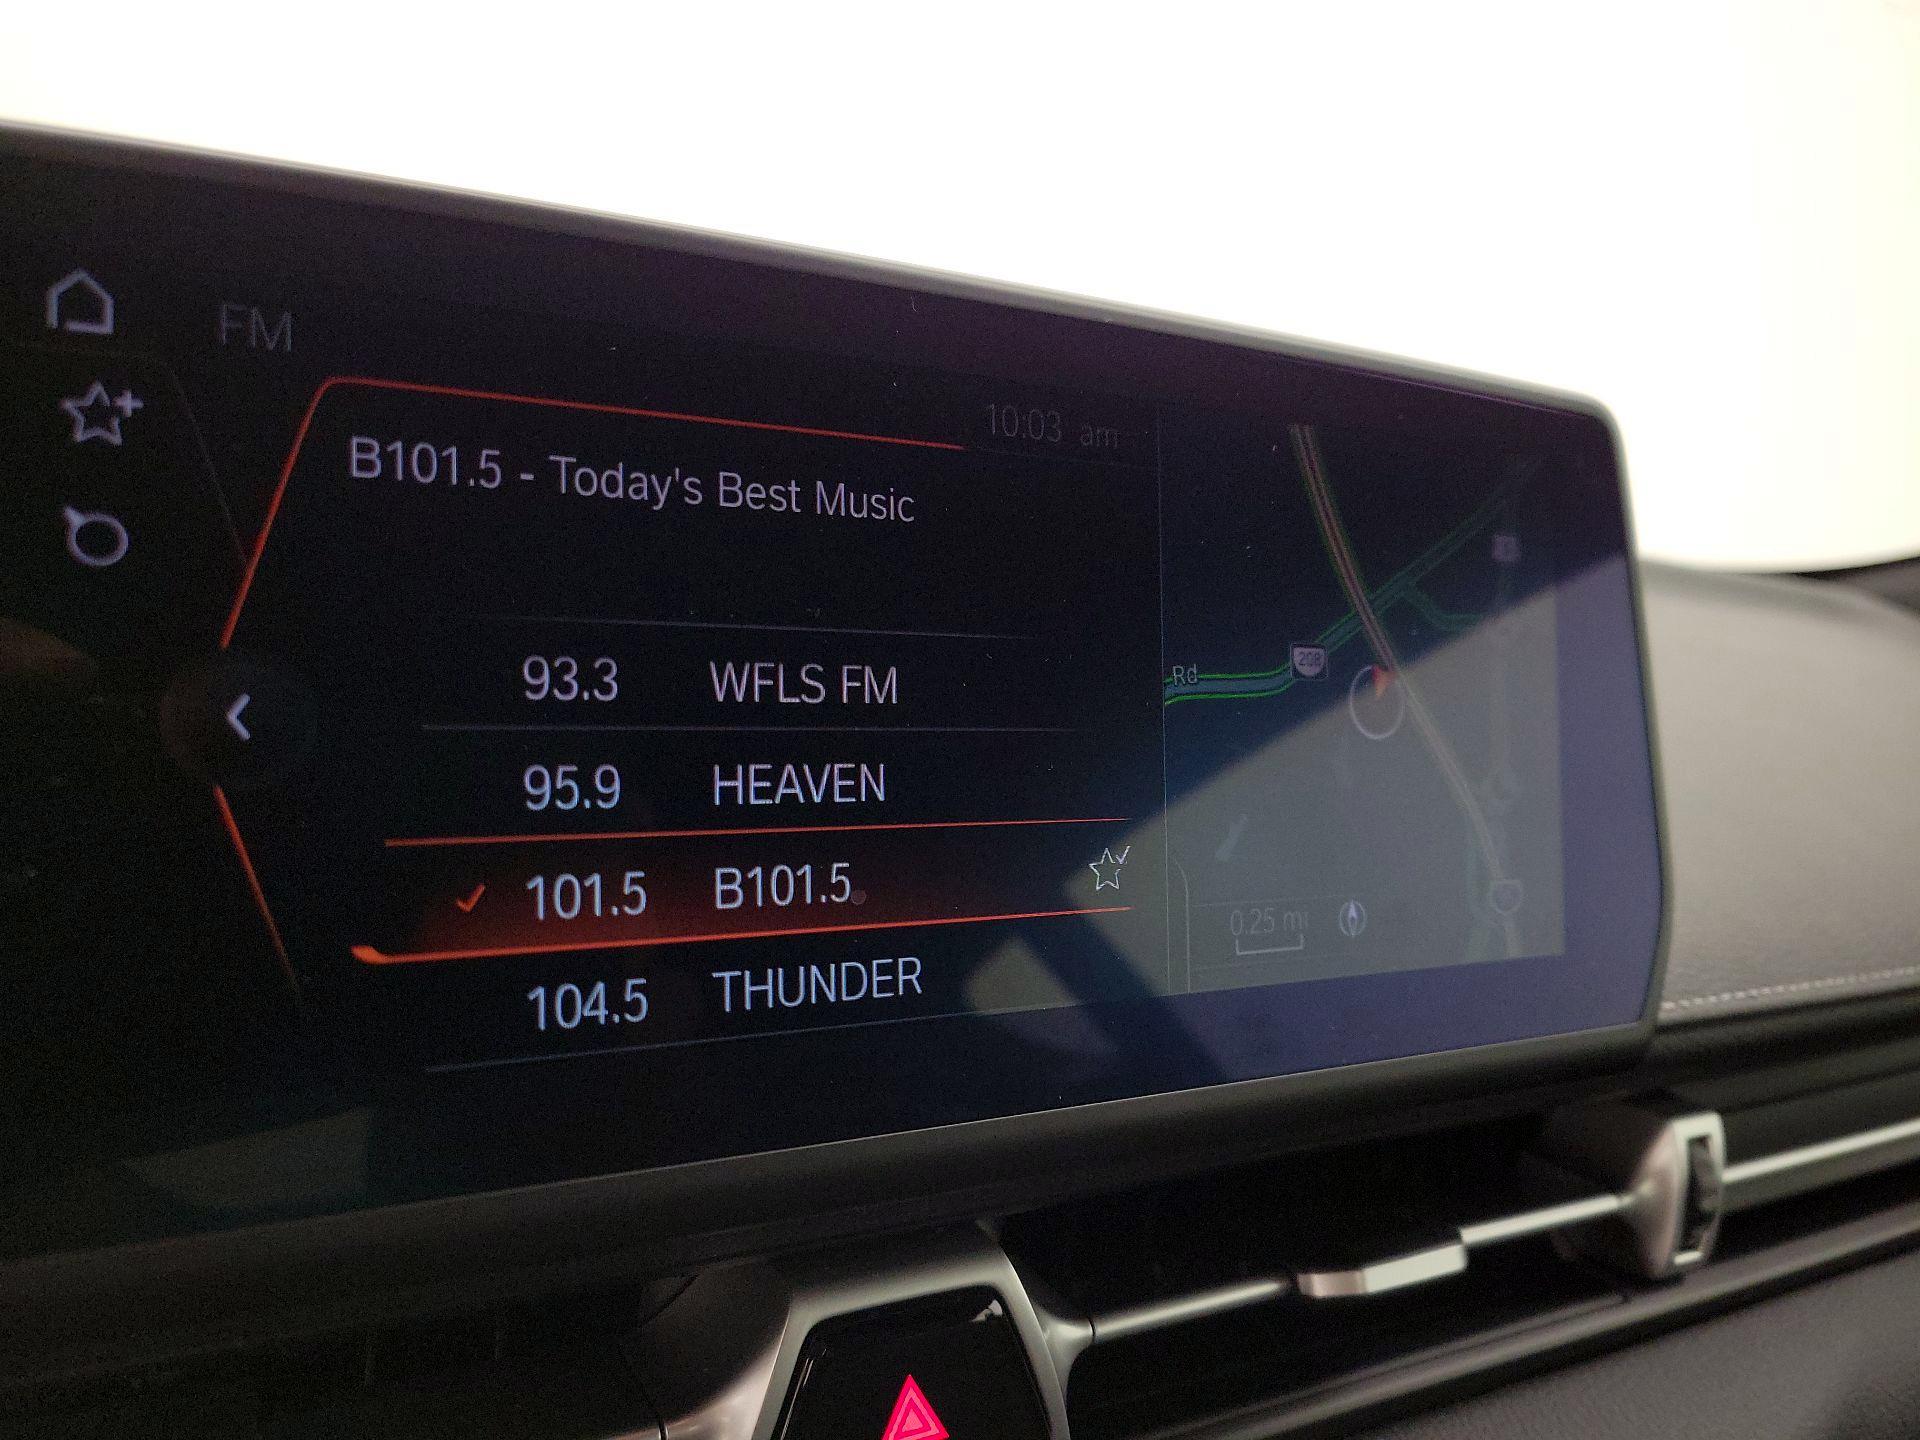 FM
10:03 am
B101.5 - Today's Best Music
93.3 WFLS FM
95.9 HEAVEN
101.5 B101.5
104.5 THUNDER
Rd
208
0.25 mi